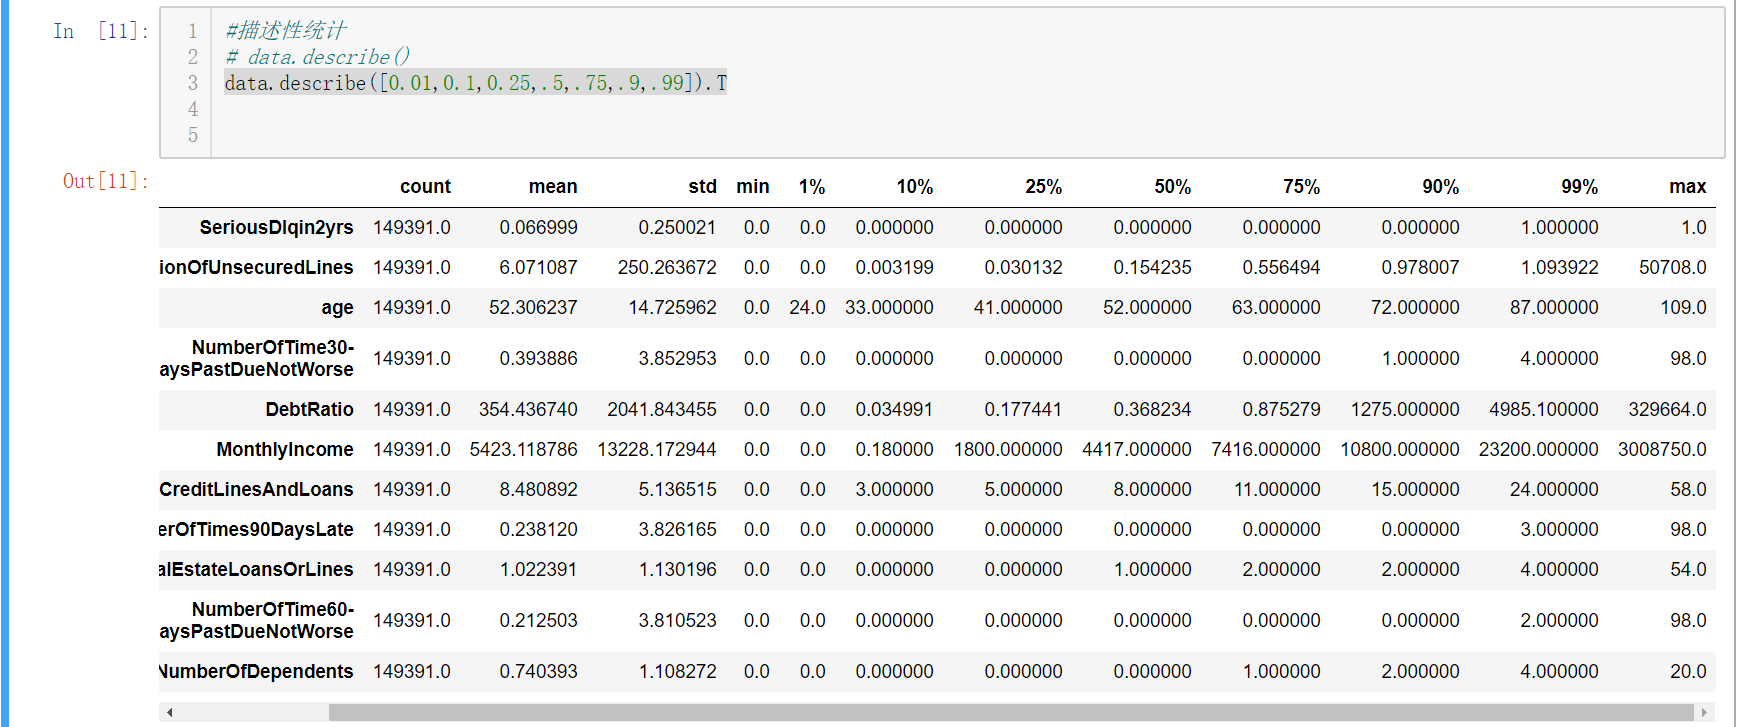 In [11]:
1 #描述性统计
2 # data.describe()
3 data.describe([0.01,0.1,0.25,.5,.75,.9,.99]).T
4
5
Out[11]:
count mean std min 1% 10% 25% 50% 75% 90% 99% max
SeriousDlqin2yrs 149391.0 0.066999 0.250021 0.0 0.0 0.000000 0.000000 0.000000 0.000000 0.000000 1.000000 1.0
ionOfUnsecuredLines 149391.0 6.071087 250.263672 0.0 0.0 0.003199 0.030132 0.154235 0.556494 0.978007 1.093922 50708.0
age 149391.0 52.306237 14.725962 0.0 24.0 33.000000 41.000000 52.000000 63.000000 72.000000 87.000000 109.0
NumberOfTime30-
aysPastDueNotWorse 149391.0 0.393886 3.852953 0.0 0.0 0.000000 0.000000 0.000000 0.000000 1.000000 4.000000 98.0
DebtRatio 149391.0 354.436740 2041.843455 0.0 0.0 0.034991 0.177441 0.368234 0.875279 1275.000000 4985.100000 329664.0
MonthlyIncome 149391.0 5423.118786 13228.172944 0.0 0.0 0.180000 1800.000000 4417.000000 7416.000000 10800.000000 23200.000000 3008750.0
CreditLinesAndLoans 149391.0 8.480892 5.136515 0.0 0.0 3.000000 5.000000 8.000000 11.000000 15.000000 24.000000 58.0
erOfTimes90DaysLate 149391.0 0.238120 3.826165 0.0 0.0 0.000000 0.000000 0.000000 0.000000 0.000000 3.000000 98.0
alEstateLoansOrLines 149391.0 1.022391 1.130196 0.0 0.0 0.000000 0.000000 1.000000 2.000000 2.000000 4.000000 54.0
NumberOfTime60-
aysPastDueNotWorse 149391.0 0.212503 3.810523 0.0 0.0 0.000000 0.000000 0.000000 0.000000 0.000000 2.000000 98.0
NumberOfDependents 149391.0 0.740393 1.108272 0.0 0.0 0.000000 0.000000 0.000000 1.000000 2.000000 4.000000 20.0